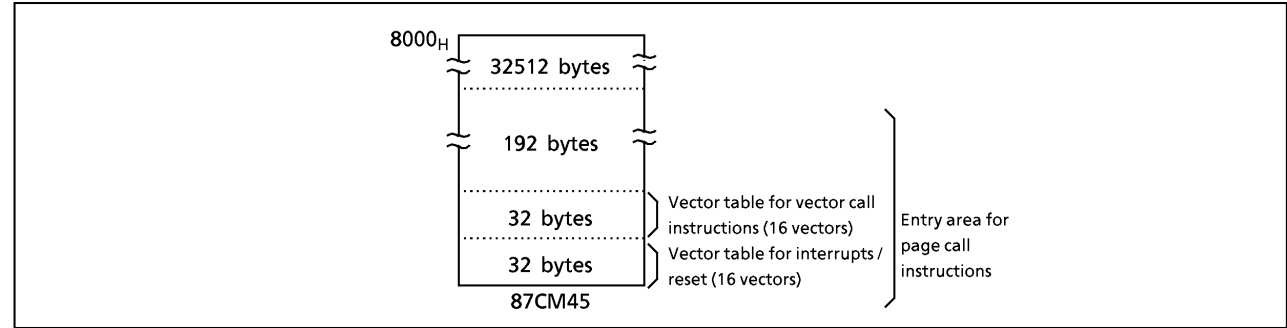 8000H
32512 bytes
192 bytes
32 bytes
Vector table for vector call
instructions (16 vectors)
32 bytes
Vector table for interrupts /
reset (16 vectors)
Entry area for
page call
instructions
87CM45